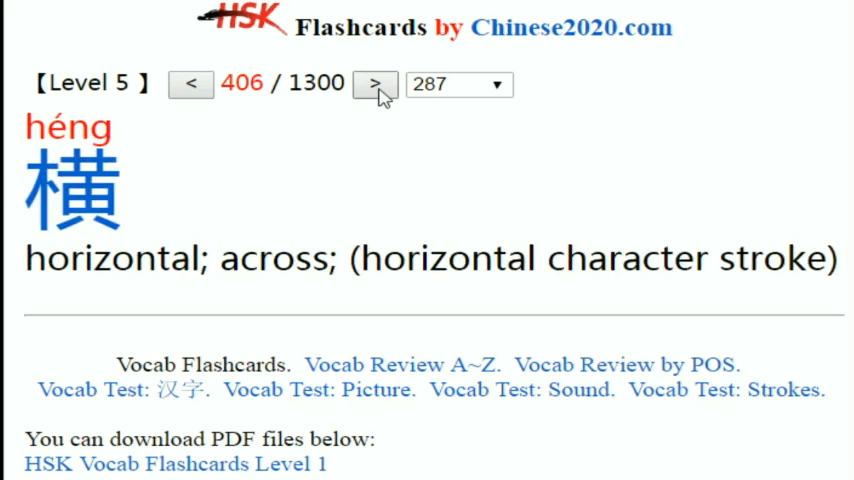 HSK Flashcards by Chinese2020.com
【Level 5 】 < 406 / 1300 > 287
héng
横
horizontal; across; (horizontal character stroke)
Vocab Flashcards. Vocab Review A~Z. Vocab Review by POS.
Vocab Test: 汉字. Vocab Test: Picture. Vocab Test: Sound. Vocab Test: Strokes.
You can download PDF files below:
HSK Vocab Flashcards Level 1